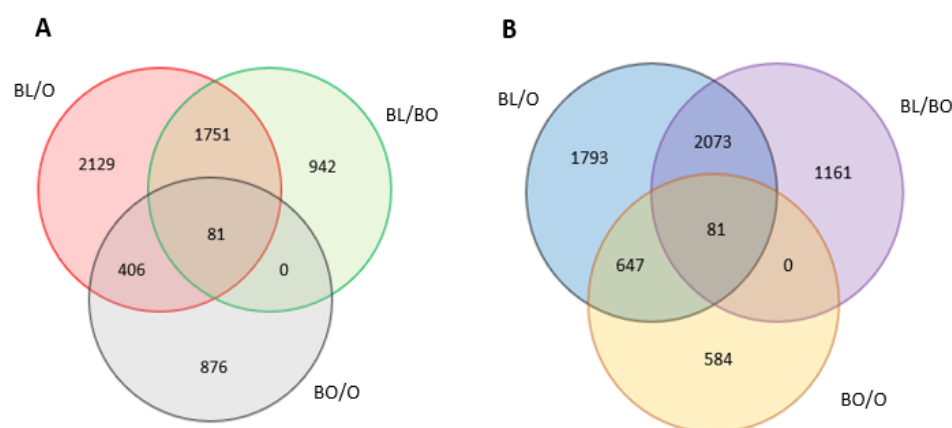 A
BL/O
BL/BO
1751
2129
942
81
406
0
876
BO/O
B
BL/O
BL/BO
2073
1793
1161
81
647
0
584
BO/O